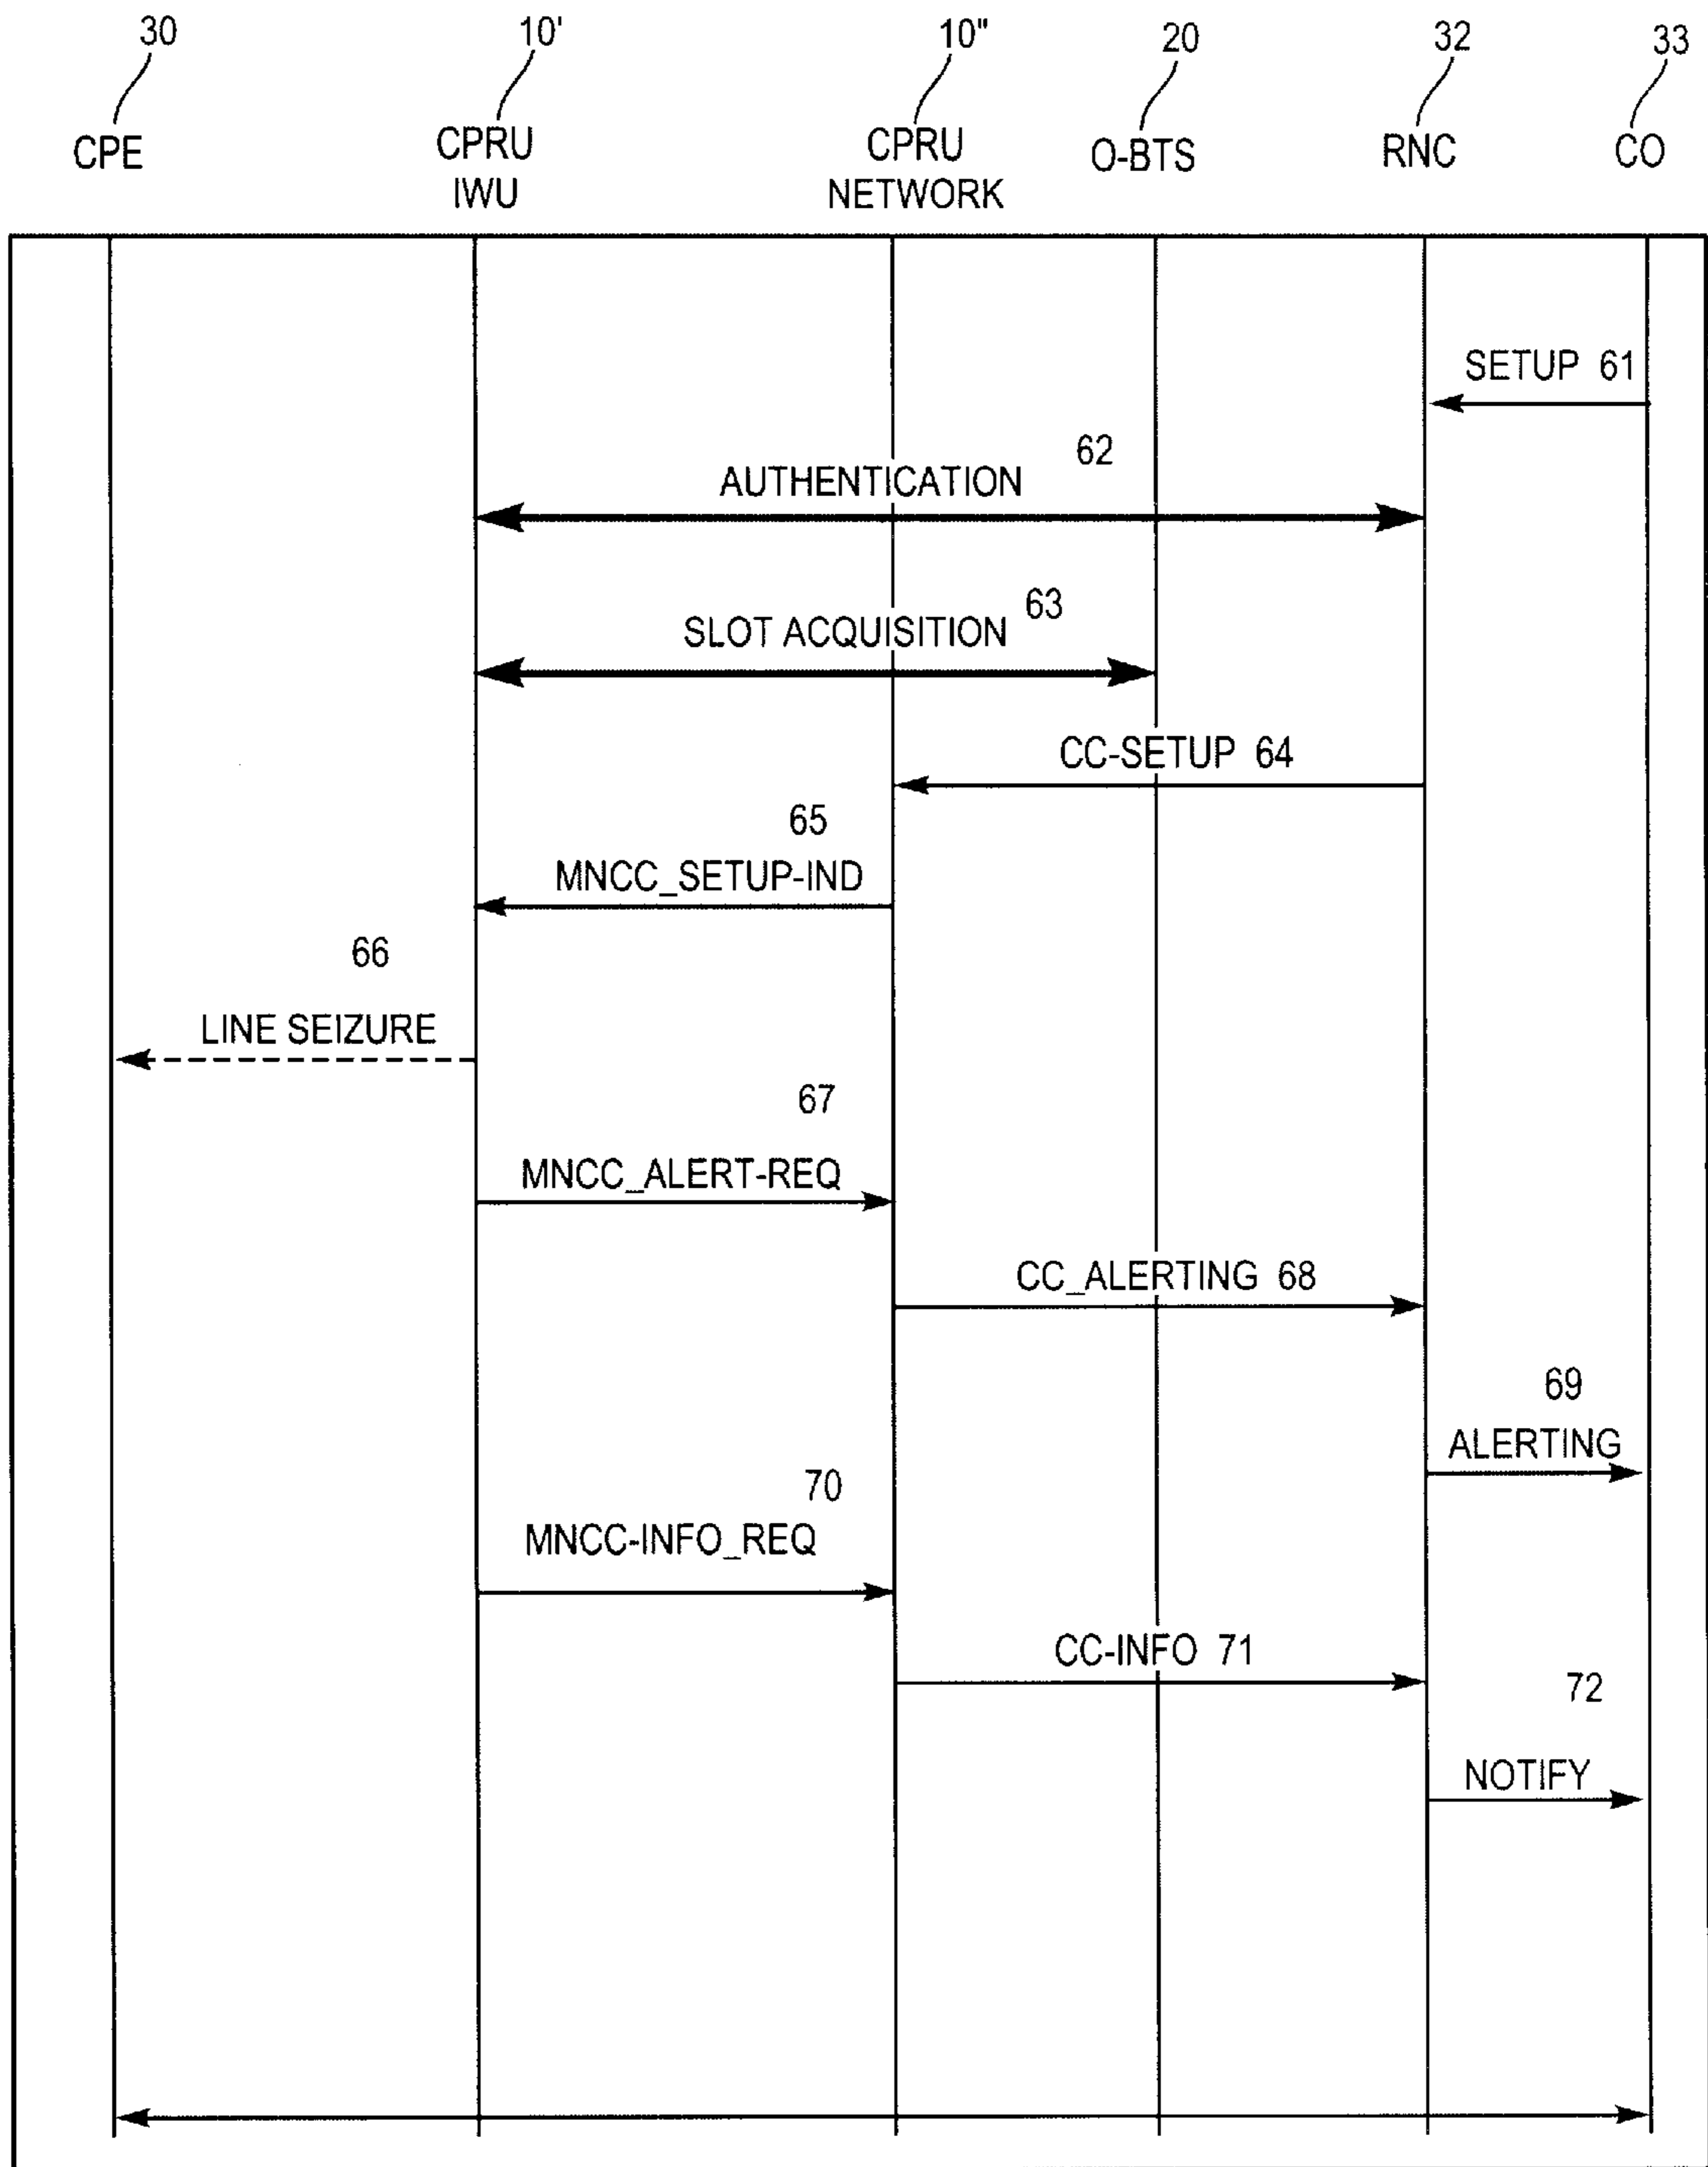 30
10'
10"
20
32
33
CPE
CPRU
IWU
CPRU
NETWORK
O-BTS
RNC
CO
SETUP 61
62
AUTHENTICATION
63
SLOT ACQUISITION
CC-SETUP 64
65
MNCC_SETUP-IND
66
LINE SEIZURE
67
MNCC_ALERT-REQ
CC_ALERTING 68
69
ALERTING
70
MNCC-INFO_REQ
CC-INFO 71
72
NOTIFY